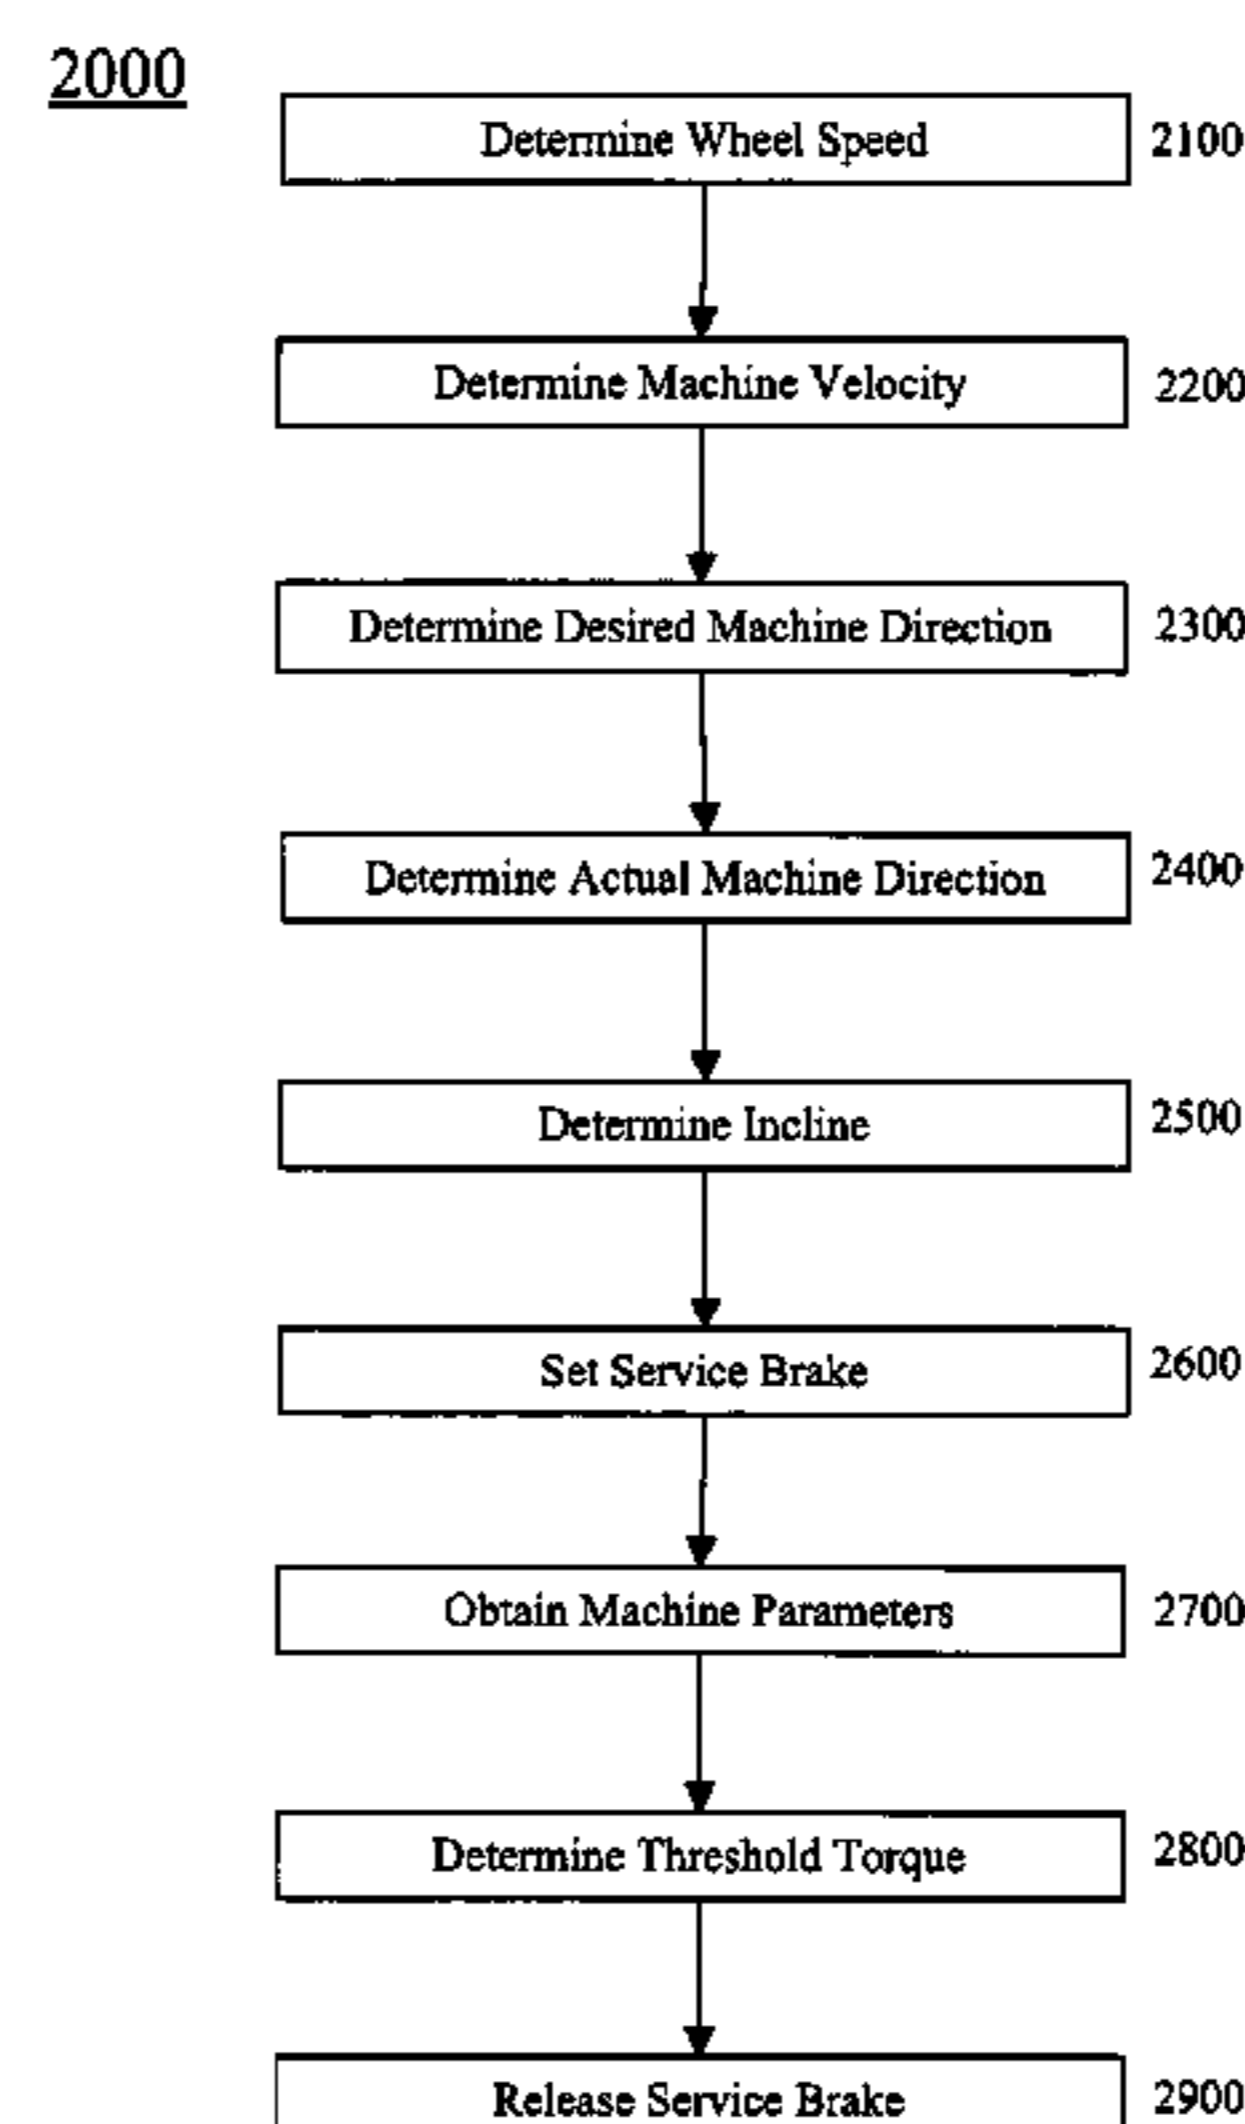 2000
Determine Wheel Speed 2100
Determine Machine Velocity 2200
Determine Desired Machine Direction 2300
Determine Actual Machine Direction 2400
Determine Incline 2500
Set Service Brake 2600
Obtain Machine Parameters 2700
Determine Threshold Torque 2800
Release Service Brake 2900